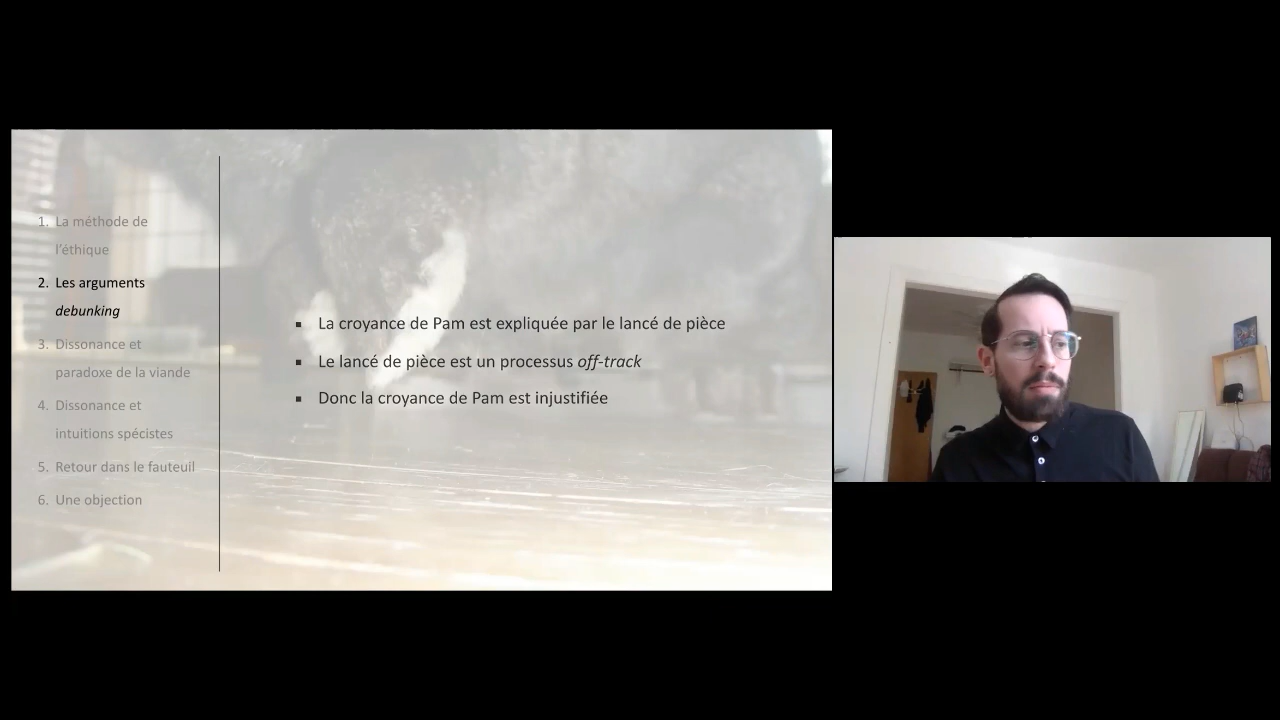 1. La méthode de
l'éthique
2. Les arguments
debunking
3. Dissonance et
paradoxe de la viande
4. Dissonance et
intuitions spécistes
5. Retour dans le fauteuil
6. Une objection
▪ La croyance de Pam est expliquée par le lancé de pièce
▪ Le lancé de pièce est un processus off-track
▪ Donc la croyance de Pam est injustifiée